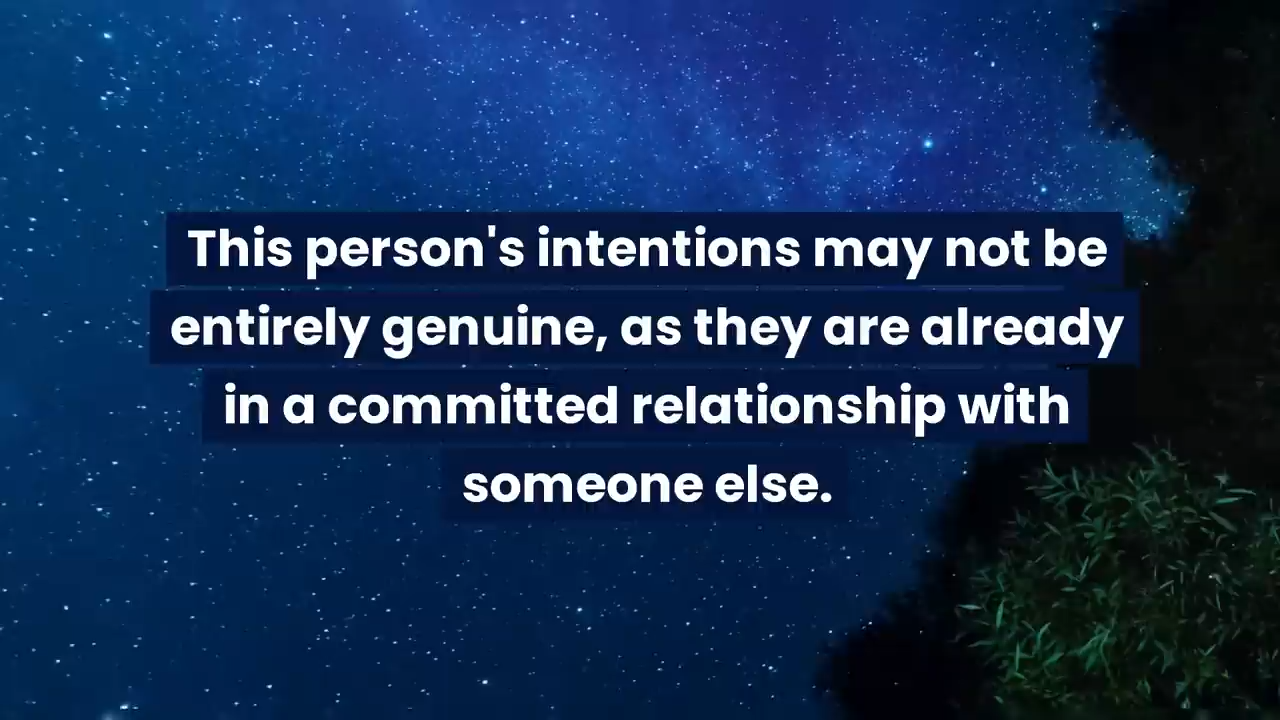 This person's intentions may not be
entirely genuine, as they are already
in a committed relationship with
someone else.